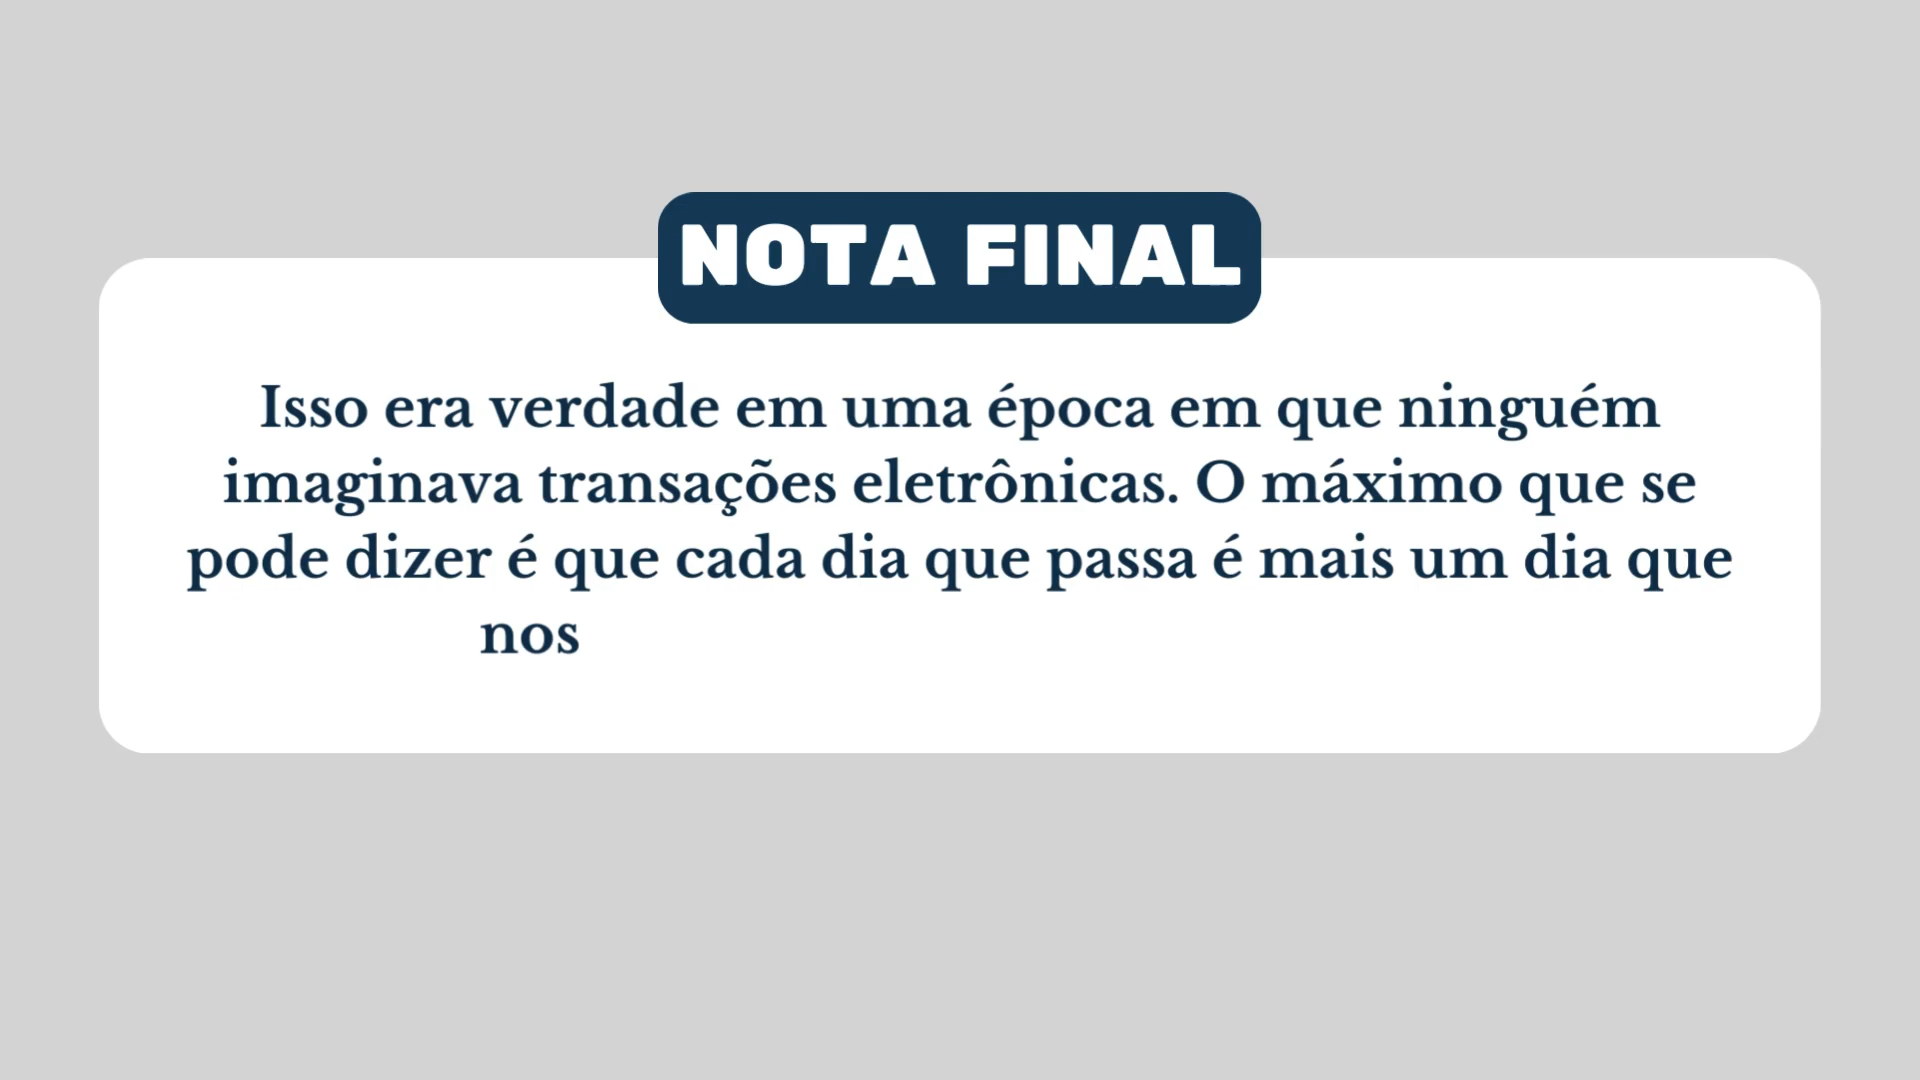 NOTA FINAL
Isso era verdade em uma época em que ninguém
imaginava transações eletrônicas. O máximo que se
pode dizer é que cada dia que passa é mais um dia que
nos